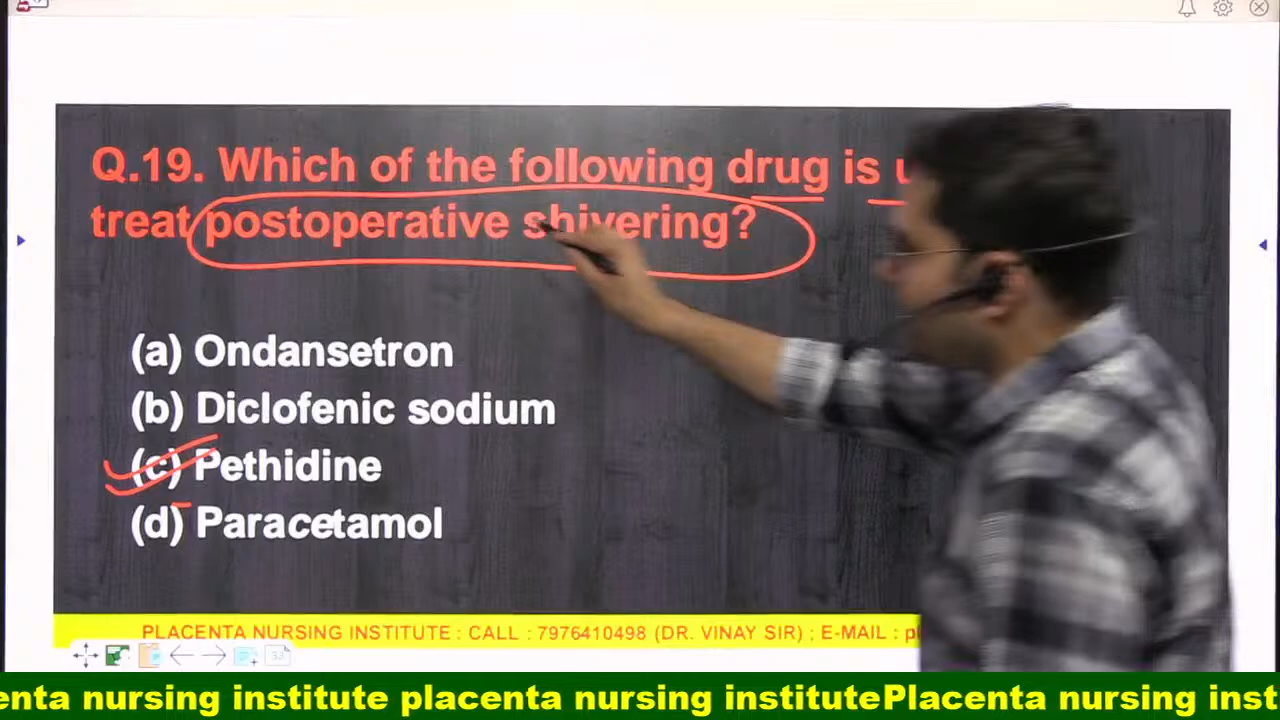 Q.19. Which of the following drug is
treat postoperative shivering?
(a) Ondansetron
(b) Diclofenic sodium
(c) Pethidine
(d) Paracetamol
PLACENTA NURSING INSTITUTE : CALL : 7976410498 (DR. VINAY SIR) ; E-MAIL :
enta nursing institute placenta nursing institutePlacenta nursing inst